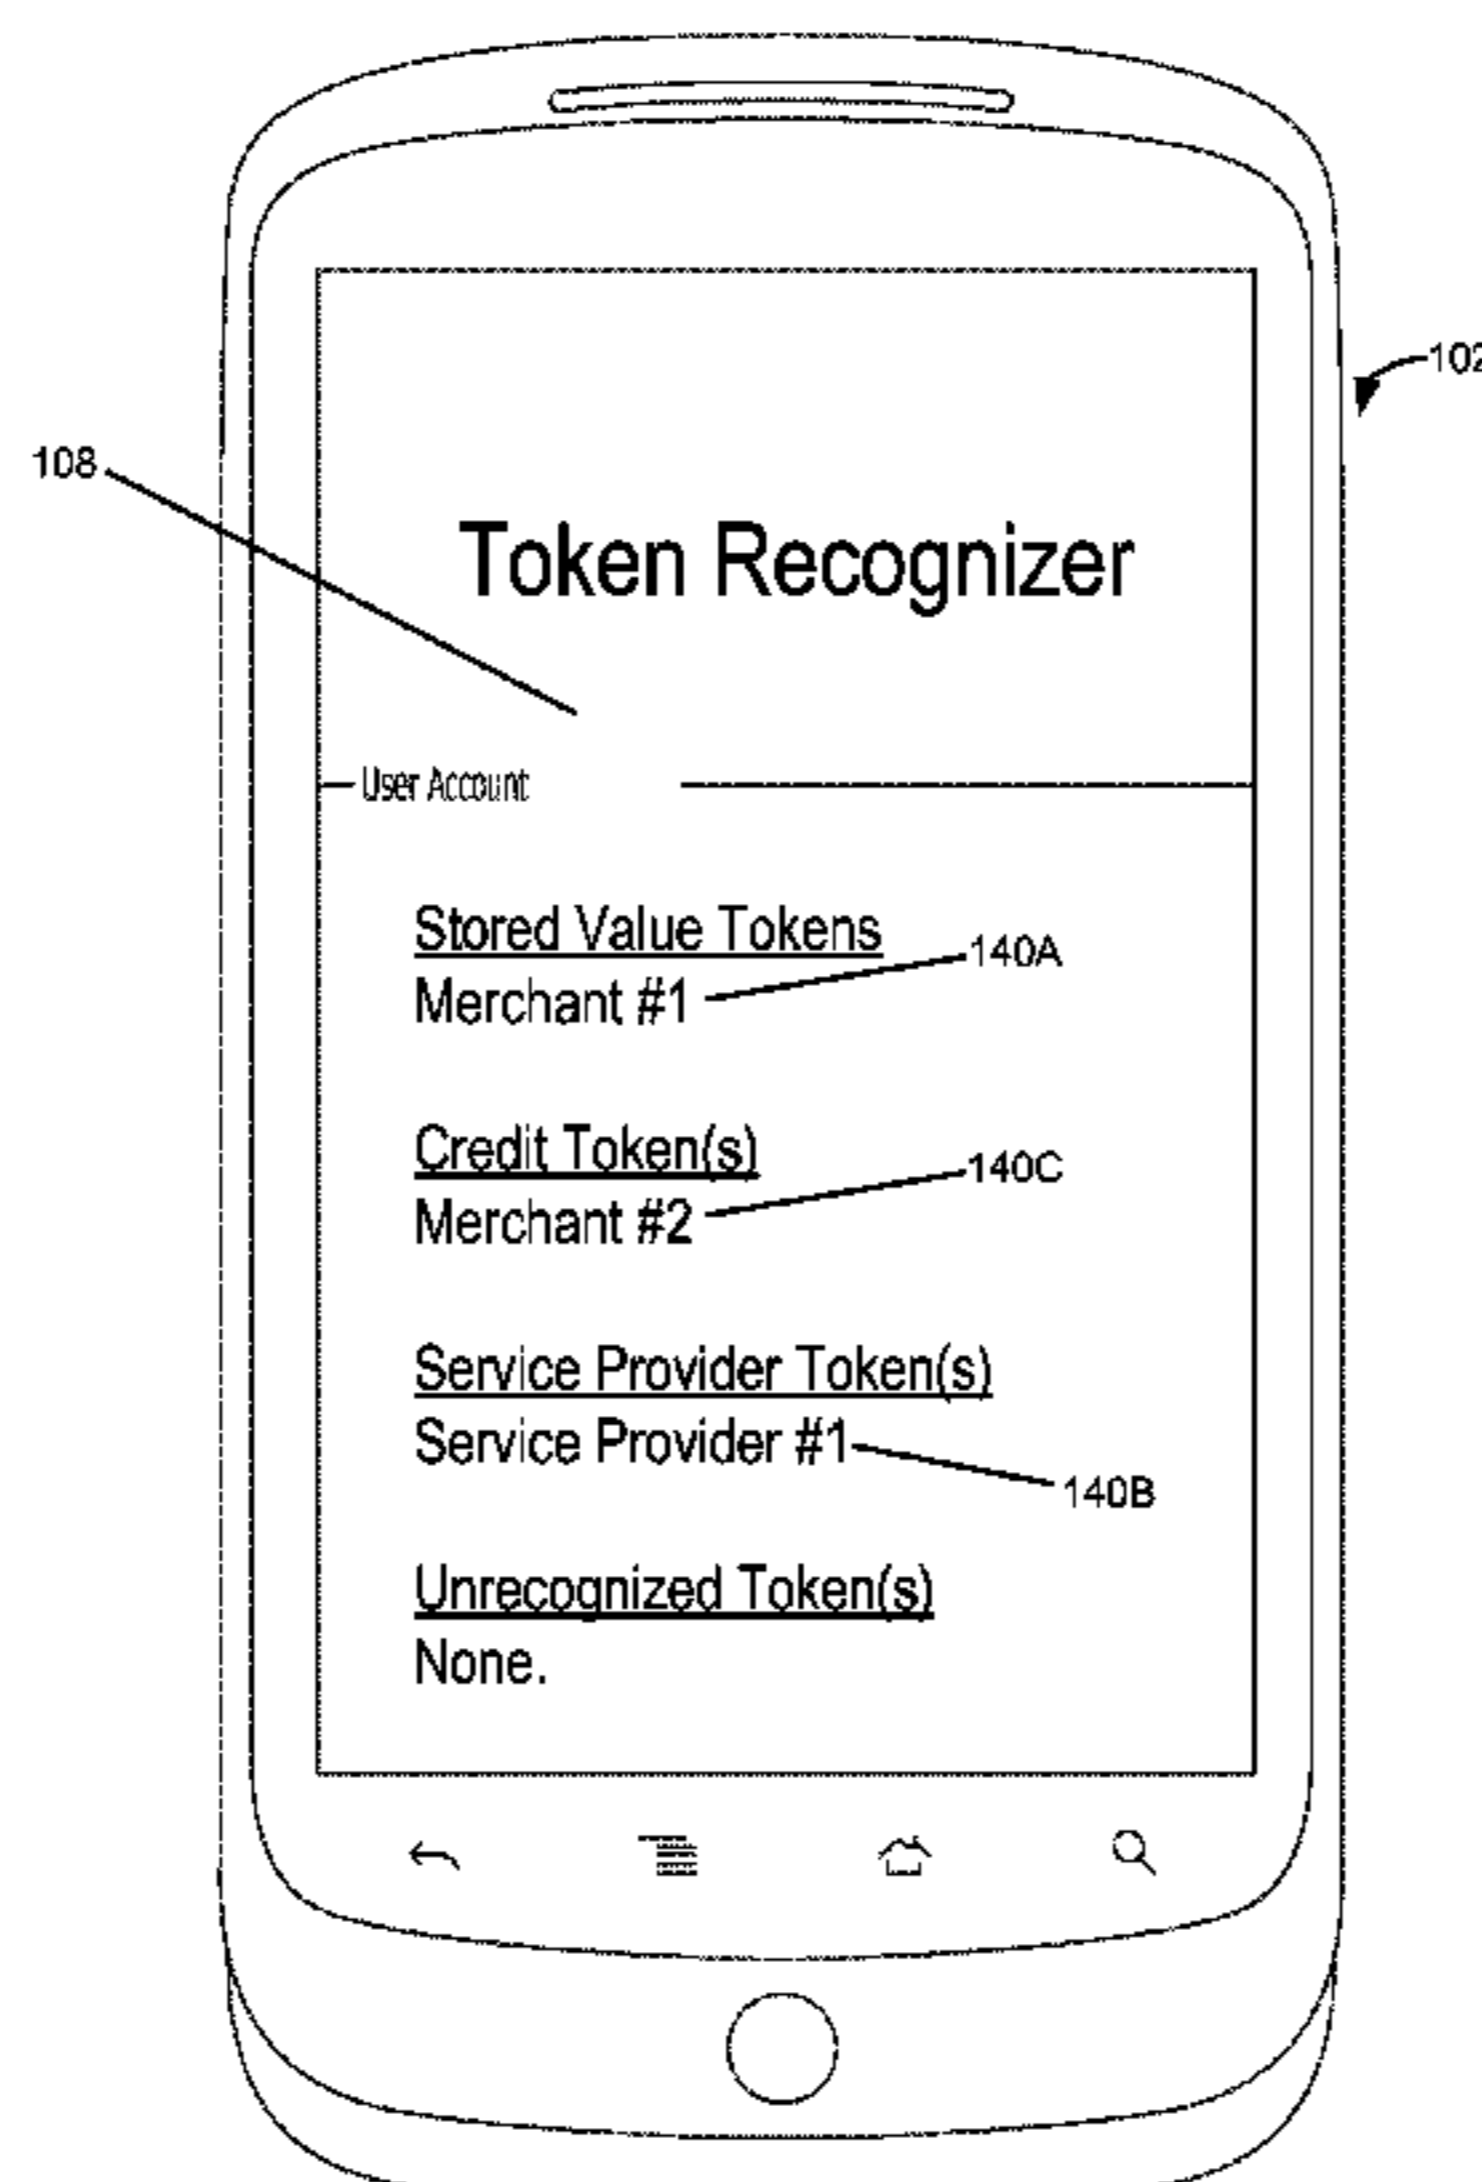 102
108
Token Recognizer
User Account
Stored Value Tokens
140A
Merchant #1
Credit Token(s)
140C
Merchant #2
Service Provider Token(s)
Service Provider #1
140B
Unrecognized Token(s)
None.